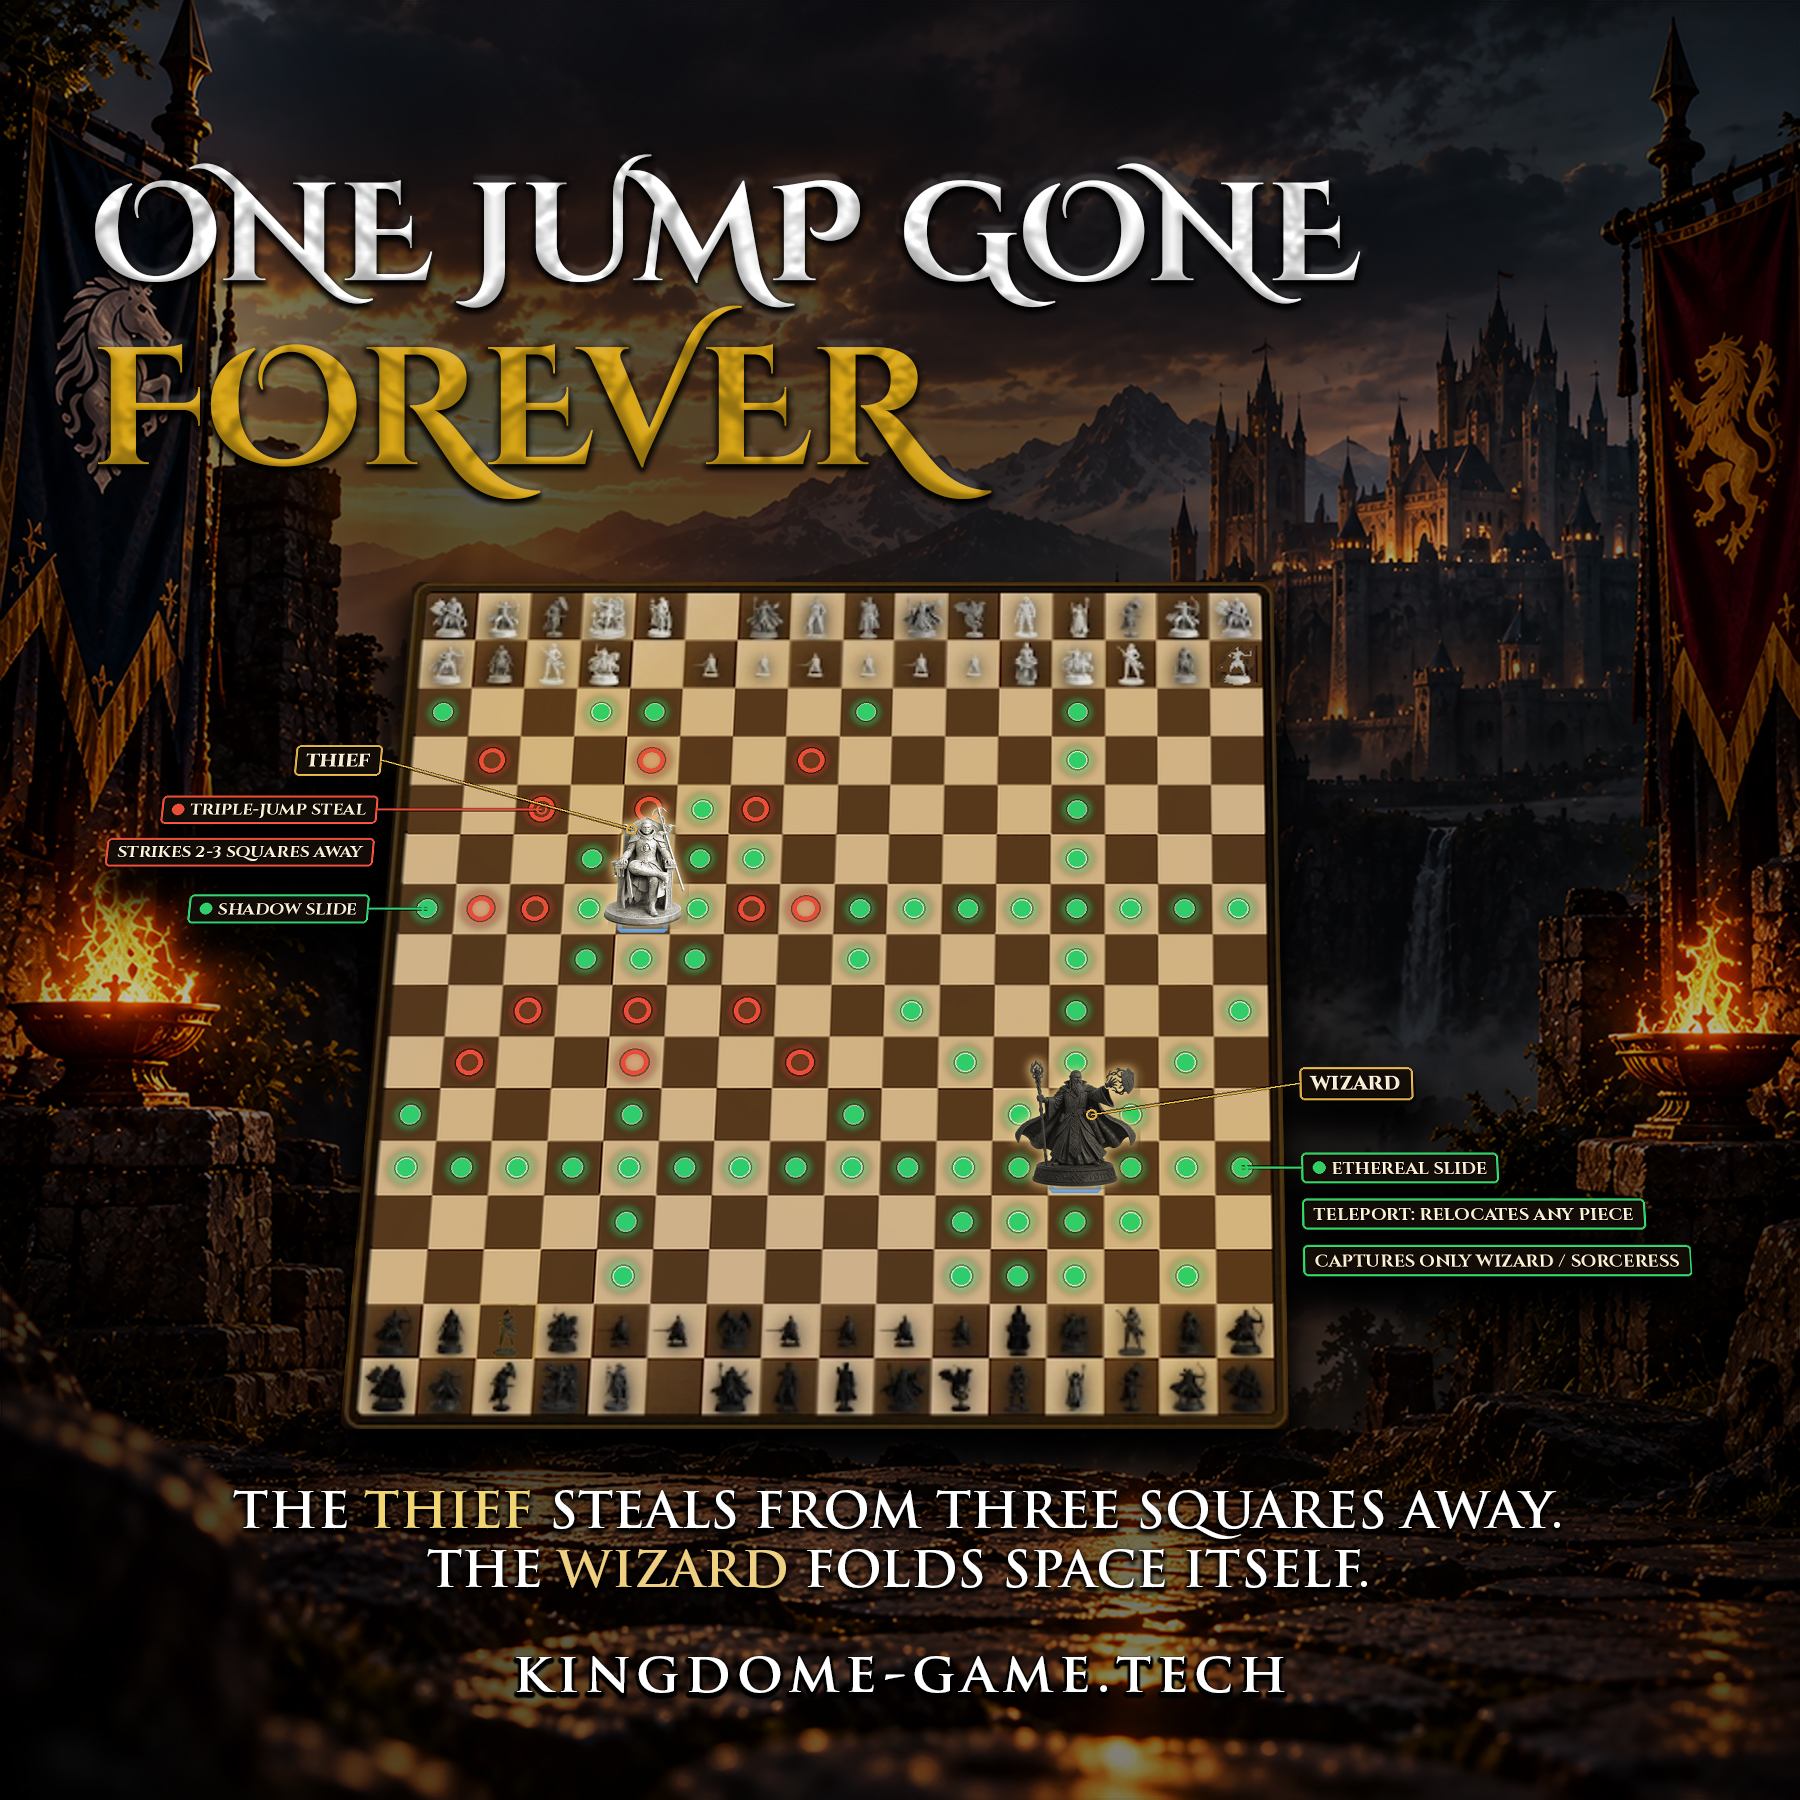 ONE JUMP GONE
FOREVER
THIEF
TRIPLE-JUMP STEAL
STRIKES 2-3 SQUARES AWAY
SHADOW SLIDE
WIZARD
ETHEREAL SLIDE
TELEPORT: RELOCATES ANY PIECE
CAPTURES ONLY WIZARD / SORCERESS
THE THIEF STEALS FROM THREE SQUARES AWAY.
THE WIZARD FOLDS SPACE ITSELF.
KINGDOME-GAME.TECH